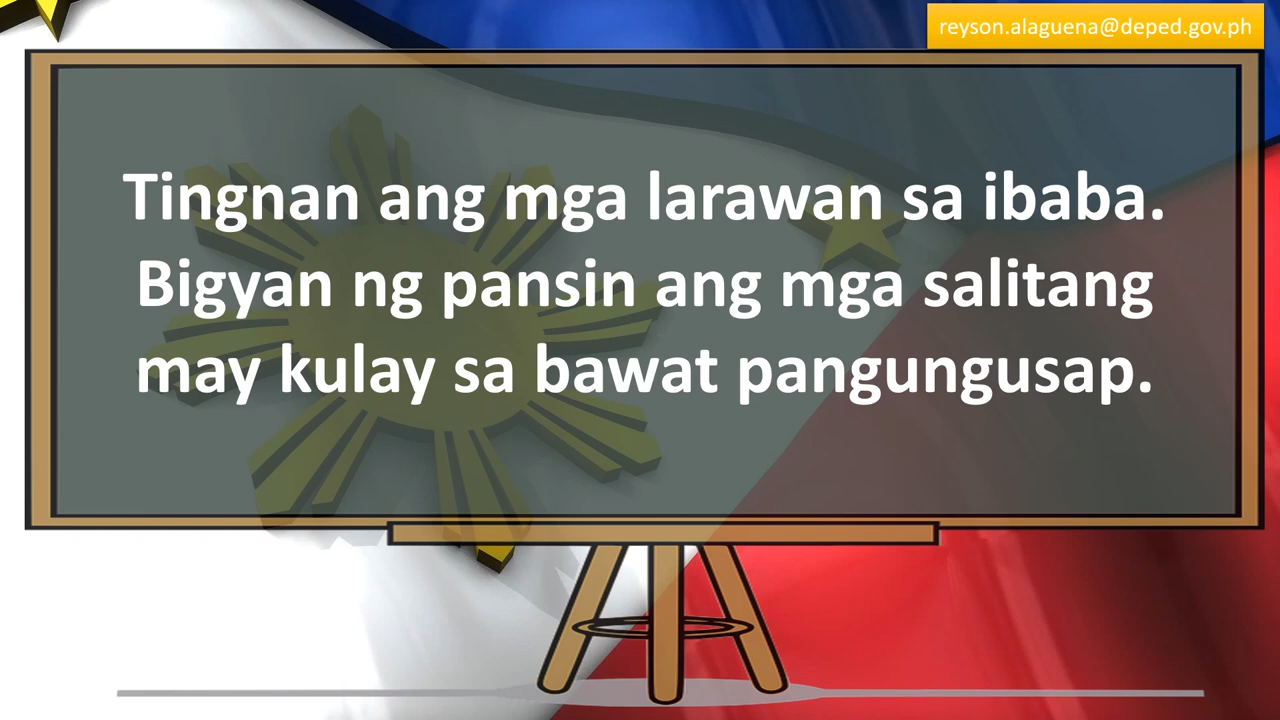 reyson.alaguena@deped.gov.ph
Tingnan ang mga larawan sa ibaba.
Bigyan ng pansin ang mga salitang
may kulay sa bawat pangungusap.